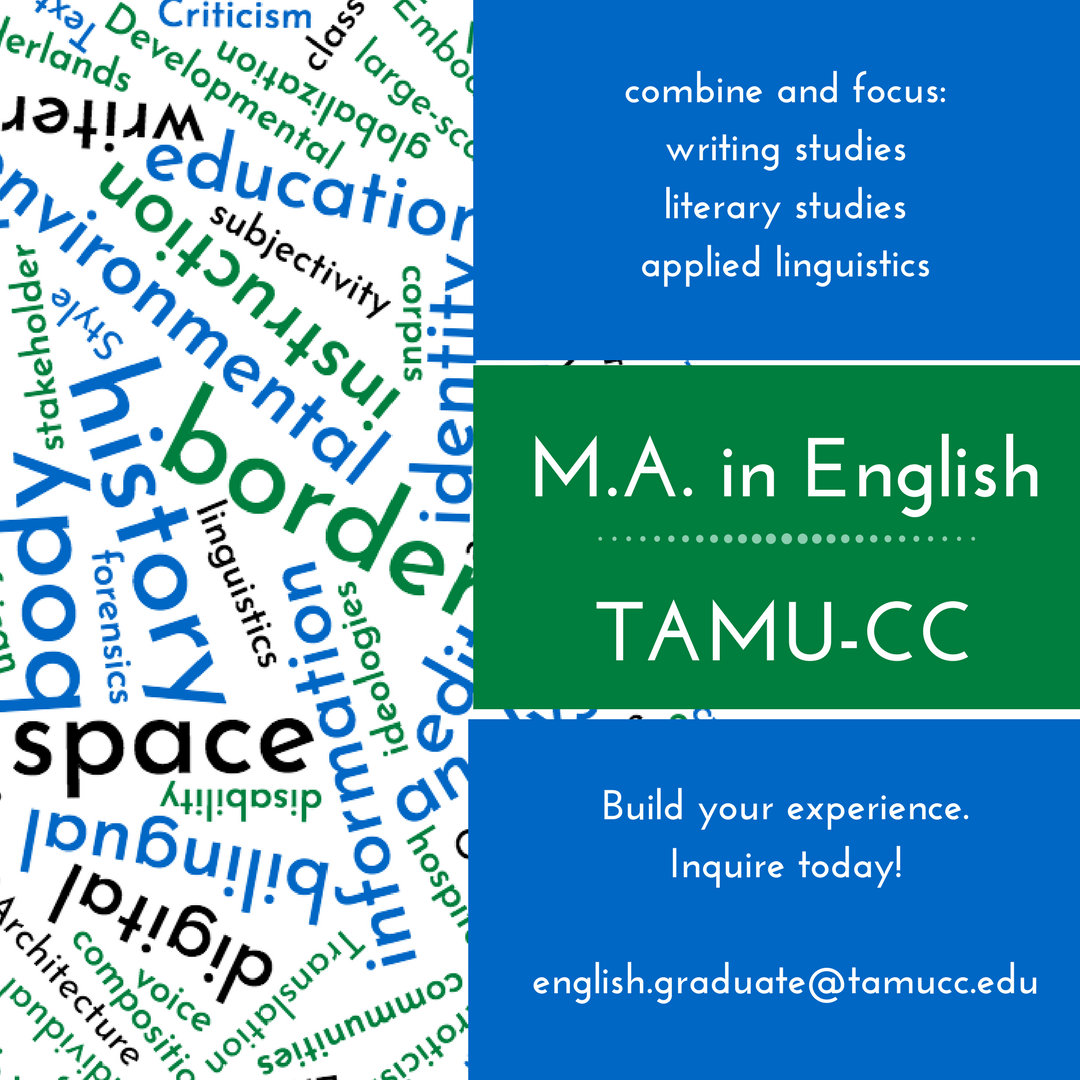 Criticism
class
Text
Developmental
globalization
writer
education
instruction
subjectivity
environmental
corpus
identity
stakeholder
Style
history
border
body
linguistics
forensics
information
ideologies
space
disability
bilingual
digital
Architecture
voice
Translation
communities
combine and focus:
writing studies
literary studies
applied linguistics
M.A. in English
TAMU-CC
Build your experience.
Inquire today!
english.graduate@tamucc.edu